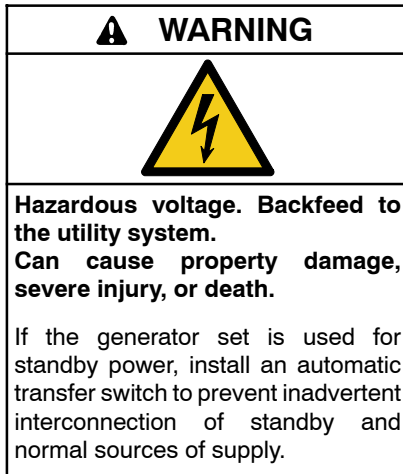 WARNING
Hazardous voltage. Backfeed to
the utility system.
Can cause property damage,
severe injury, or death.
If the generator set is used for
standby power, install an automatic
transfer switch to prevent inadvertent
interconnection of standby and
normal sources of supply.